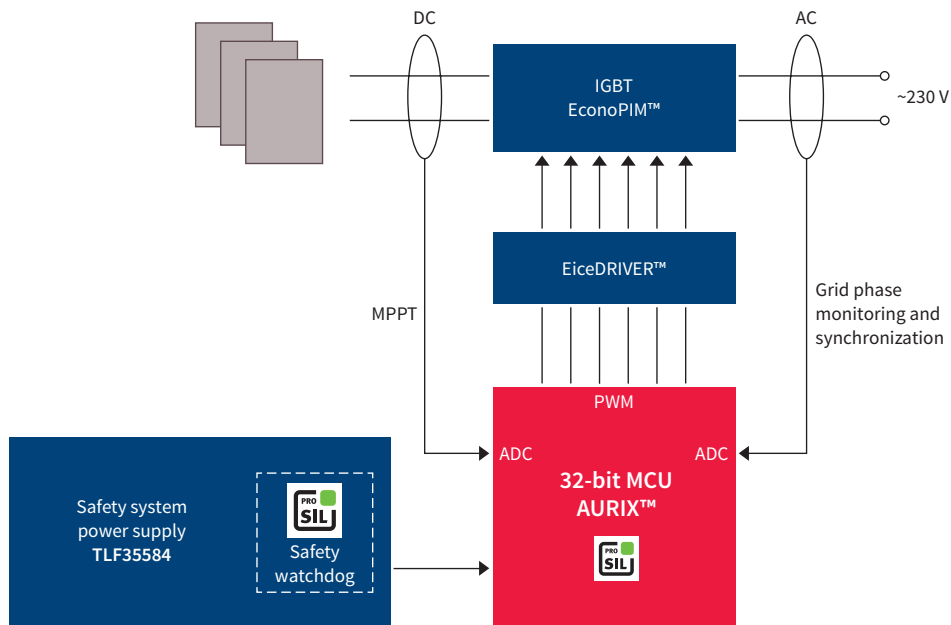 DC
AC
IGBT
EconoPIM™
~230 V
EiceDRIVER™
MPPT
Grid phase
monitoring and
synchronization
PWM
ADC
ADC
32-bit MCU
AURIX™
PRO
SIL
Safety system
power supply
TLF35584
PRO
SIL
Safety
watchdog